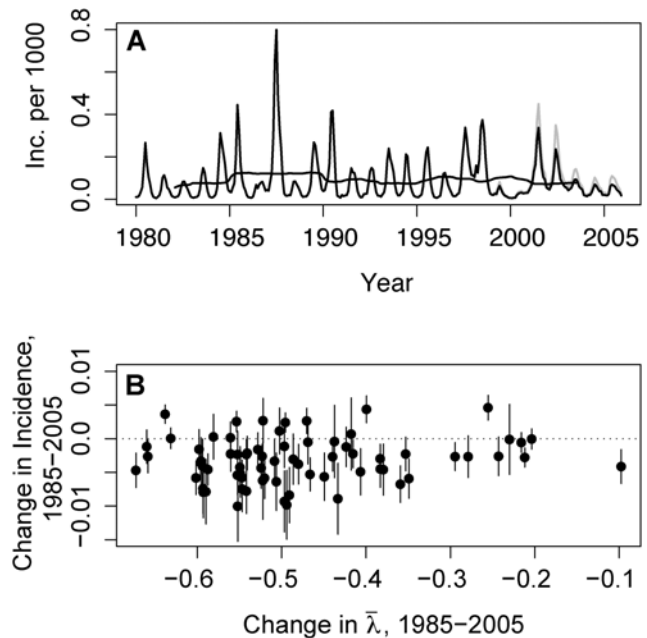 A
Inc. per 1000
0.8
0.4
0.0
1980 1985 1990 1995 2000 2005
Year
B
Change in Incidence,
1985−2005
0.01
0.0
−0.01
−0.6 −0.5 −0.4 −0.3 −0.2 −0.1
Change in λ̄, 1985−2005